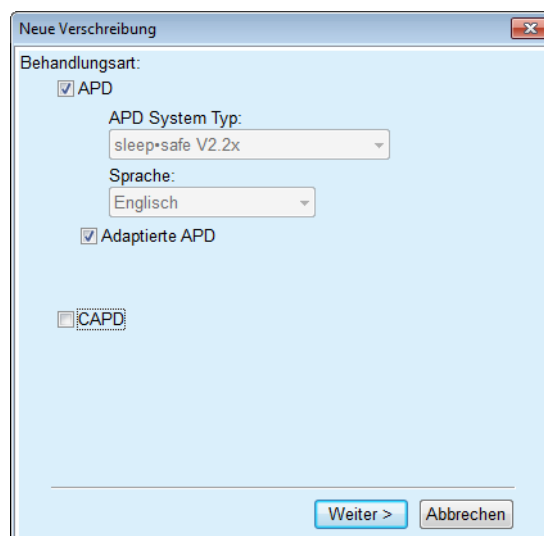 Neue Verschreibung
Behandlungsart:
APD
APD System Typ:
sleep•safe V2.2x
Sprache:
Englisch
Adaptierte APD
CAPD
Weiter > Abbrechen